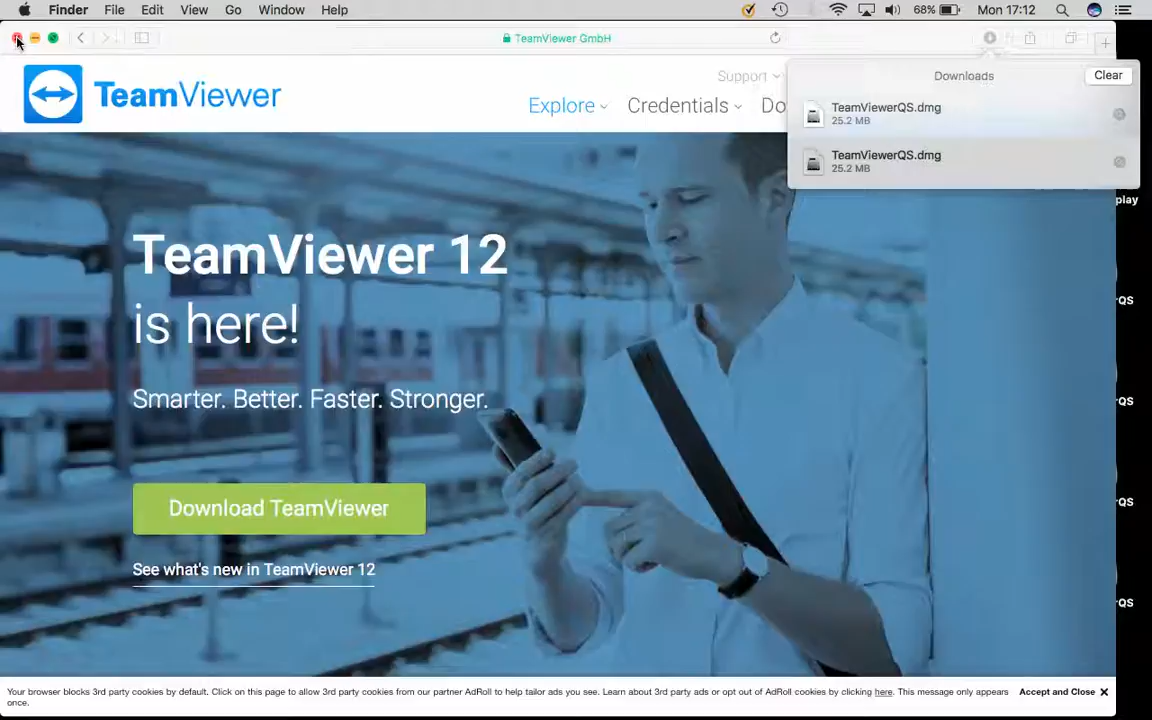 Finder File Edit View Go Window Help
68% Mon 17:12
TeamViewer GmbH
TeamViewer
Support
Explore Credentials Do
Downloads Clear
TeamViewerQS.dmg
25.2 MB
TeamViewerQS.dmg
25.2 MB
play
QS
QS
QS
QS
TeamViewer 12
is here!
Smarter. Better. Faster. Stronger.
Download TeamViewer
See what's new in TeamViewer 12
Your browser blocks 3rd party cookies by default. Click on this page to allow 3rd party cookies from our partner AdRoll to help tailor ads you see. Learn about 3rd party ads or opt out of AdRoll cookies by clicking here. This message only appears
once.
Accept and Close ×